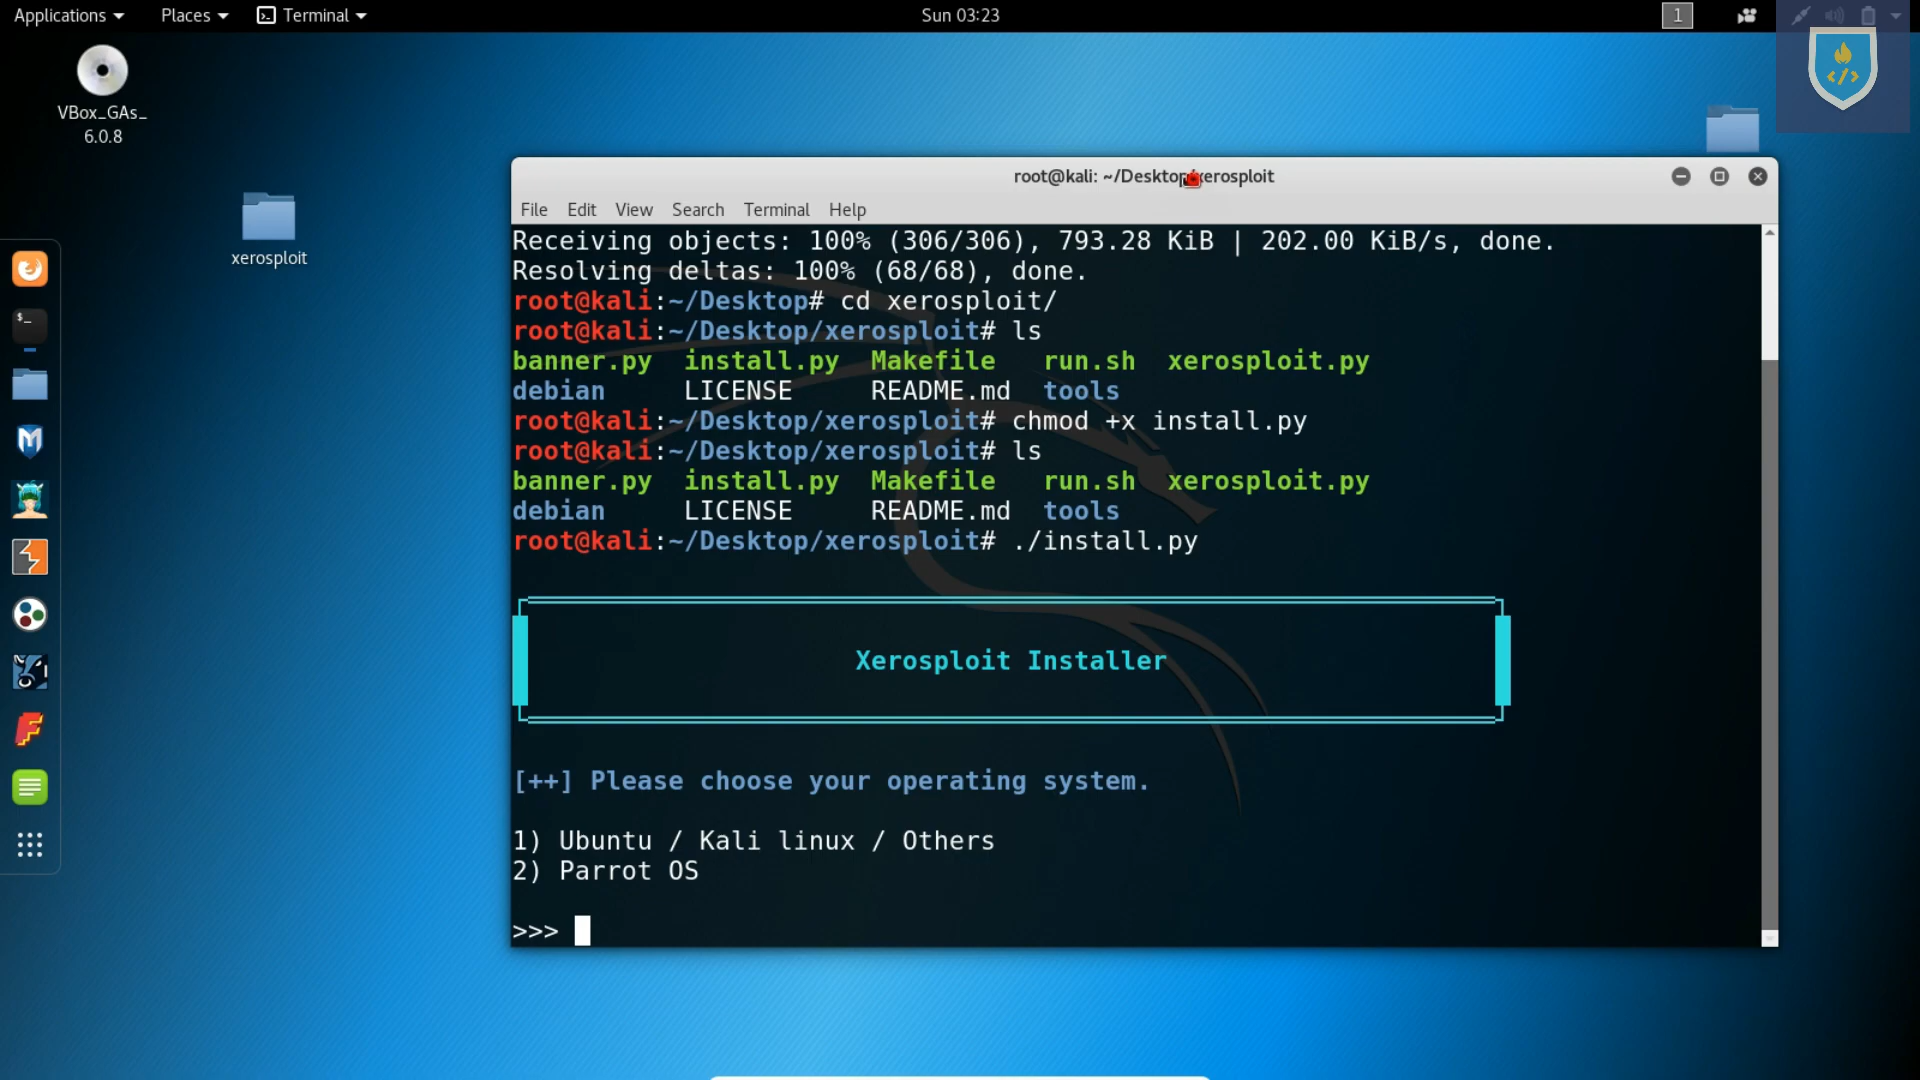 Applications Places Terminal Sun 03:23 1
VBox_GAs_
6.0.8
xerosploit
root@kali: ~/Desktop/xerosploit
File Edit View Search Terminal Help
Receiving objects: 100% (306/306), 793.28 KiB | 202.00 KiB/s, done.
Resolving deltas: 100% (68/68), done.
root@kali:~/Desktop# cd xerosploit/
root@kali:~/Desktop/xerosploit# ls
banner.py install.py Makefile run.sh xerosploit.py
debian LICENSE README.md tools
root@kali:~/Desktop/xerosploit# chmod +x install.py
root@kali:~/Desktop/xerosploit# ls
banner.py install.py Makefile run.sh xerosploit.py
debian LICENSE README.md tools
root@kali:~/Desktop/xerosploit# ./install.py
Xerosploit Installer
[++] Please choose your operating system.
1) Ubuntu / Kali linux / Others
2) Parrot OS
>>>